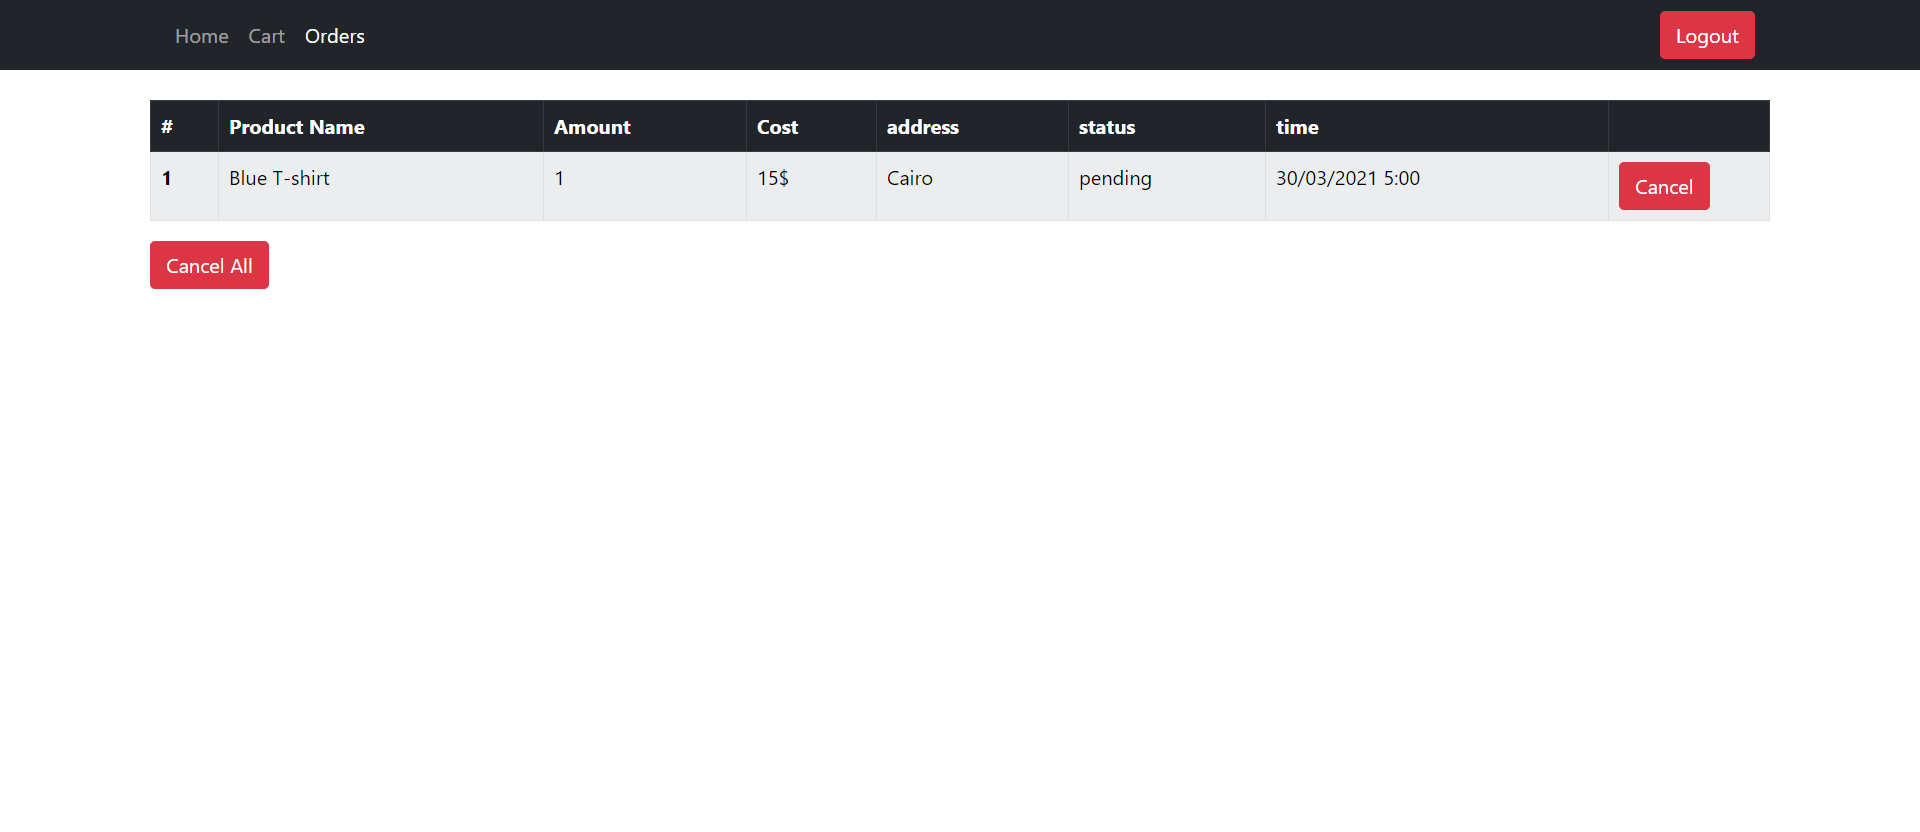 Home Cart Orders Logout
# Product Name Amount Cost address status time
1 Blue T-shirt 1 15$ Cairo pending 30/03/2021 5:00 Cancel
Cancel All